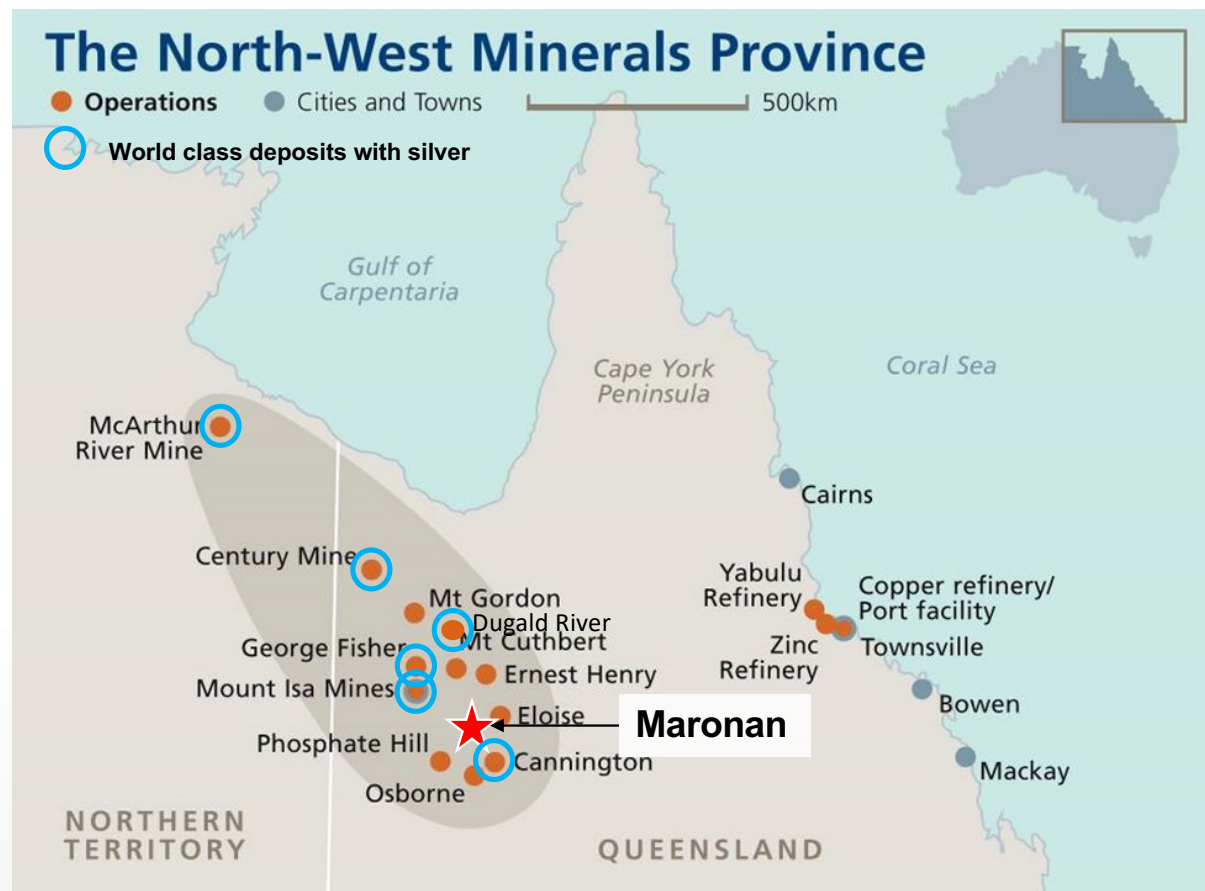 The North-West Minerals Province
Operations
Cities and Towns
500km
World class deposits with silver
Gulf of
Carpentaria
Cape York
Peninsula
Coral Sea
McArthur
River Mine
Cairns
Century Mine
Yabulu
Refinery
Copper refinery/
Port facility
Mt Gordon
Dugald River
Mt Cuthbert
George Fisher
Zinc
Refinery
Townsville
Ernest Henry
Mount Isa Mines
Bowen
Eloise
Maronan
Phosphate Hill
Cannington
Mackay
Osborne
NORTHERN
TERRITORY
QUEENSLAND